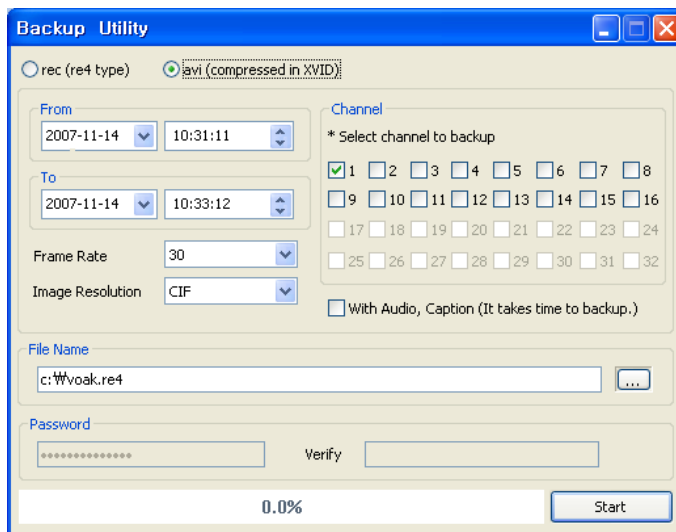 Backup Utility
rec (re4 type) avi (compressed in XVID)
From
2007-11-14 10:31:11
To
2007-11-14 10:33:12
Frame Rate 30
Image Resolution CIF
Channel
* Select channel to backup
1 2 3 4 5 6 7 8
9 10 11 12 13 14 15 16
17 18 19 20 21 22 23 24
25 26 27 28 29 30 31 32
With Audio, Caption (It takes time to backup.)
File Name
c:₩voak.re4 ...
Password
•••••••••••••• Verify
0.0% Start